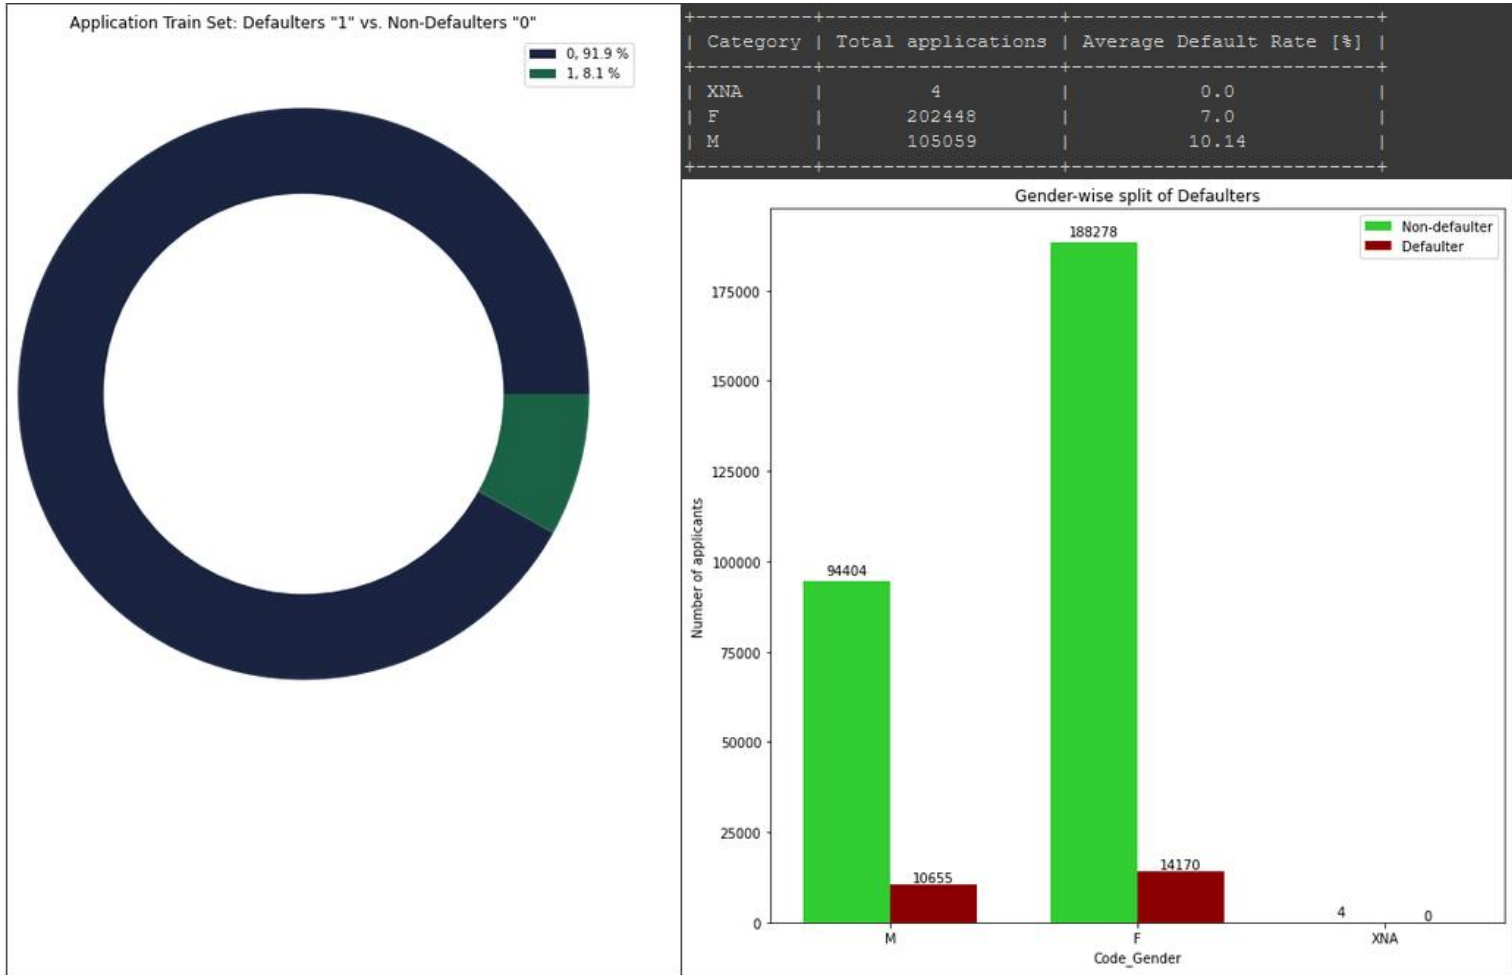 Application Train Set: Defaulters "1" vs. Non-Defaulters "0"
0, 91.9 %
1, 8.1 %
+----------+--------------------+--------------------------+
| Category | Total applications | Average Default Rate [%] |
+----------+--------------------+--------------------------+
| XNA | 4 | 0.0 |
| F | 202448 | 7.0 |
| M | 105059 | 10.14 |
+----------+--------------------+--------------------------+
Gender-wise split of Defaulters
Non-defaulter
Defaulter
Number of applicants
175000
150000
125000
100000
75000
50000
25000
0
94404
10655
188278
14170
4
0
M
F
XNA
Code_Gender